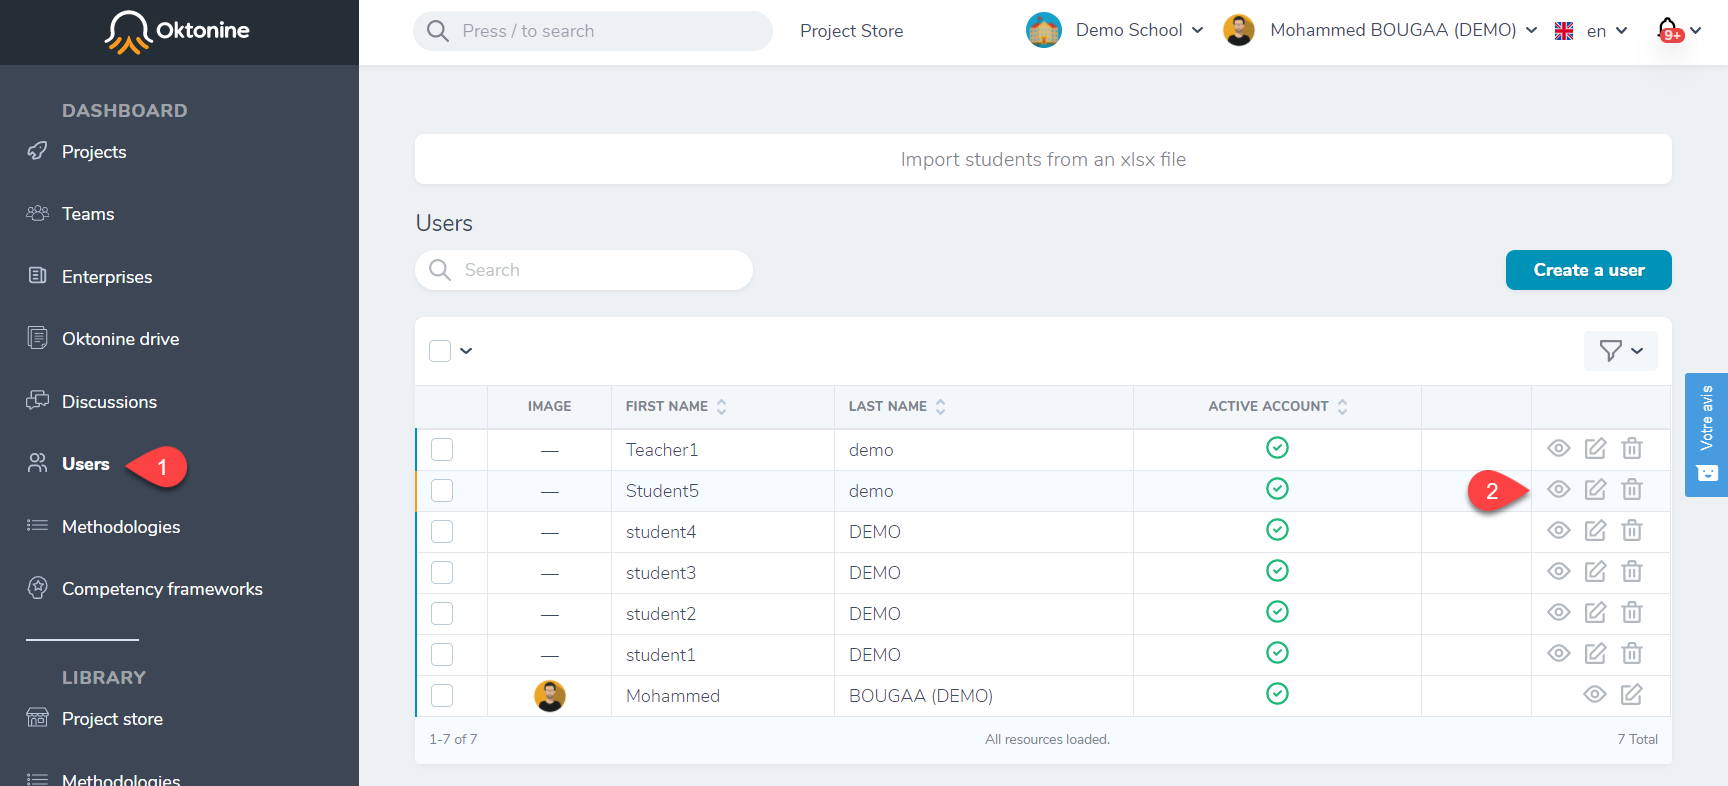 Oktonine
Press / to search
Project Store
Demo School
Mohammed BOUGAA (DEMO)
en
9+
DASHBOARD
Projects
Teams
Enterprises
Oktonine drive
Discussions
Users
1
Methodologies
Competency frameworks
LIBRARY
Project store
Methodologies
Import students from an xlsx file
Users
Search
Create a user
IMAGE FIRST NAME LAST NAME ACTIVE ACCOUNT
— Teacher1 demo
— Student5 demo
2
— student4 DEMO
— student3 DEMO
— student2 DEMO
— student1 DEMO
Mohammed BOUGAA (DEMO)
1-7 of 7 All resources loaded. 7 Total
Votre avis